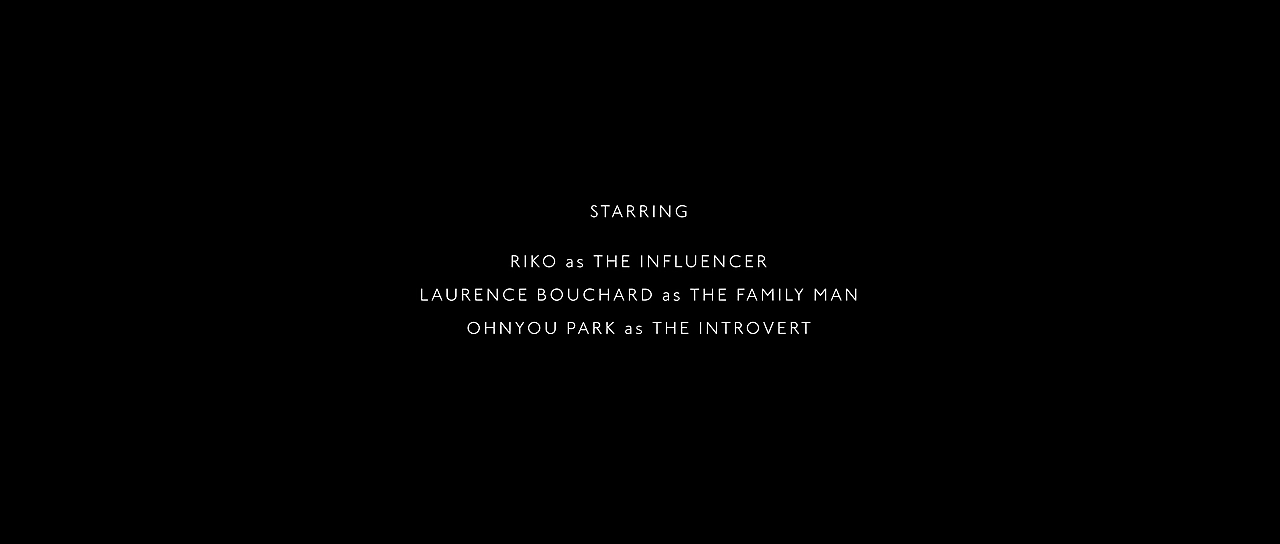 STARRING
RIKO as THE INFLUENCER
LAURENCE BOUCHARD as THE FAMILY MAN
OHNYOU PARK as THE INTROVERT